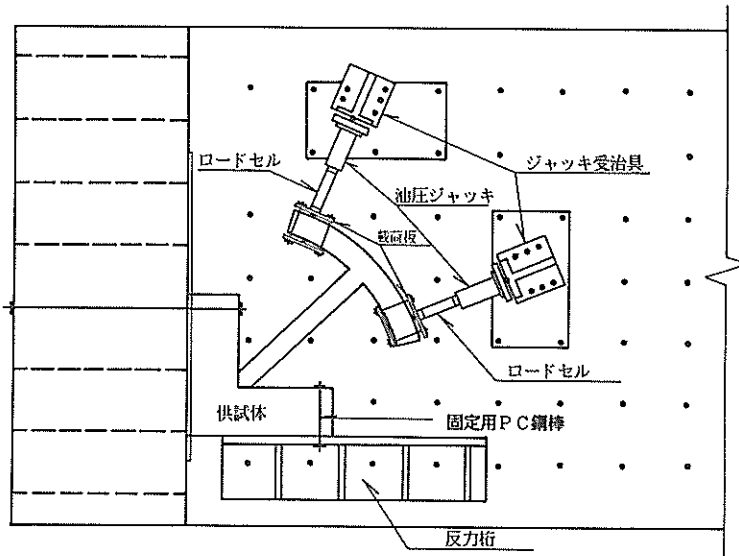 ロードセル
ジャッキ受治具
油圧ジャッキ
載荷板
ロードセル
供試体
固定用PC鋼棒
反力桁